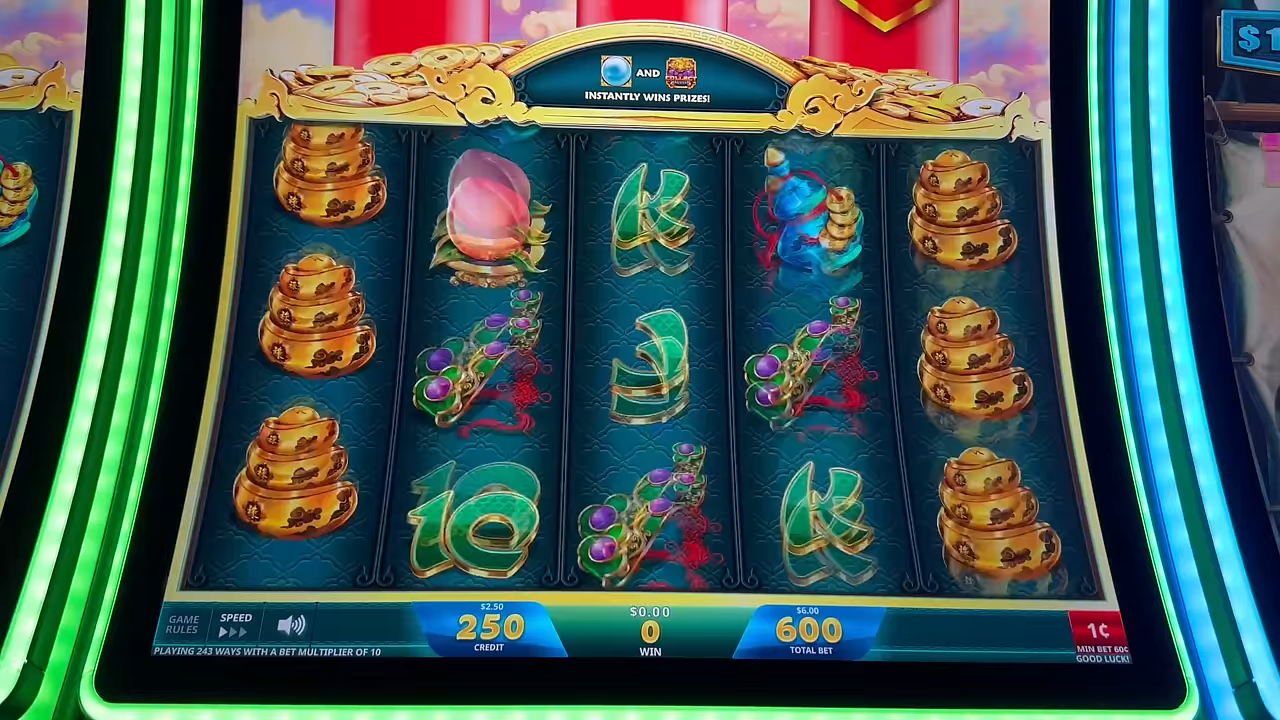 $1
AND COLLECT
INSTANTLY WINS PRIZES!
K
K
J
10
K
GAME RULES
SPEED
$2.50
250
CREDIT
$0.00
0
WIN
$6.00
600
TOTAL BET
1¢
MIN BET 60¢
GOOD LUCK!
PLAYING 243 WAYS WITH A BET MULTIPLIER OF 10